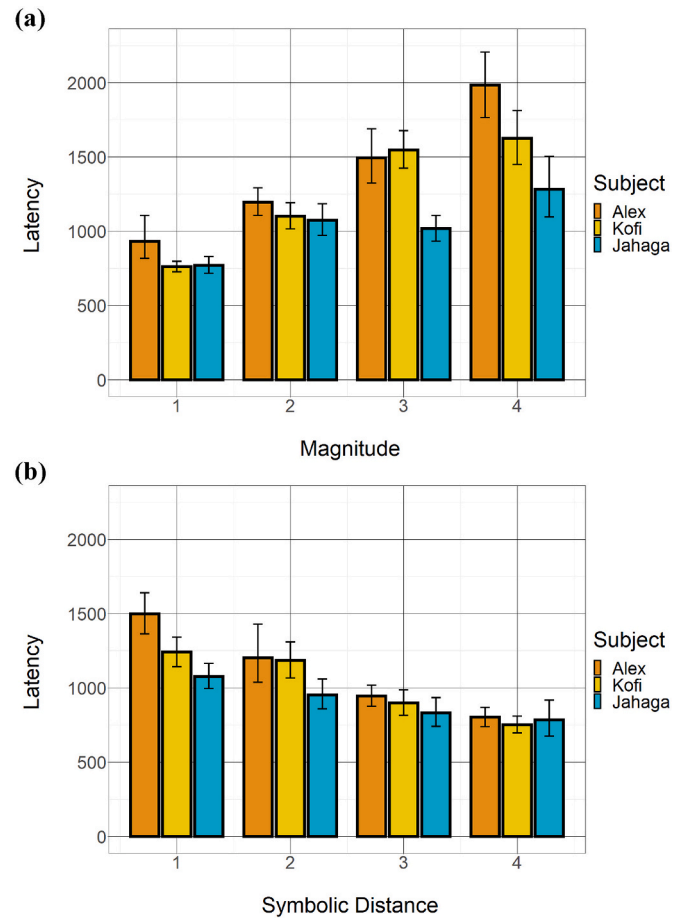 (a)
2000
1500
1000
500
0
Latency
1 2 3 4
Magnitude
Subject
Alex
Kofi
Jahaga
(b)
2000
1500
1000
500
0
Latency
1 2 3 4
Symbolic Distance
Subject
Alex
Kofi
Jahaga